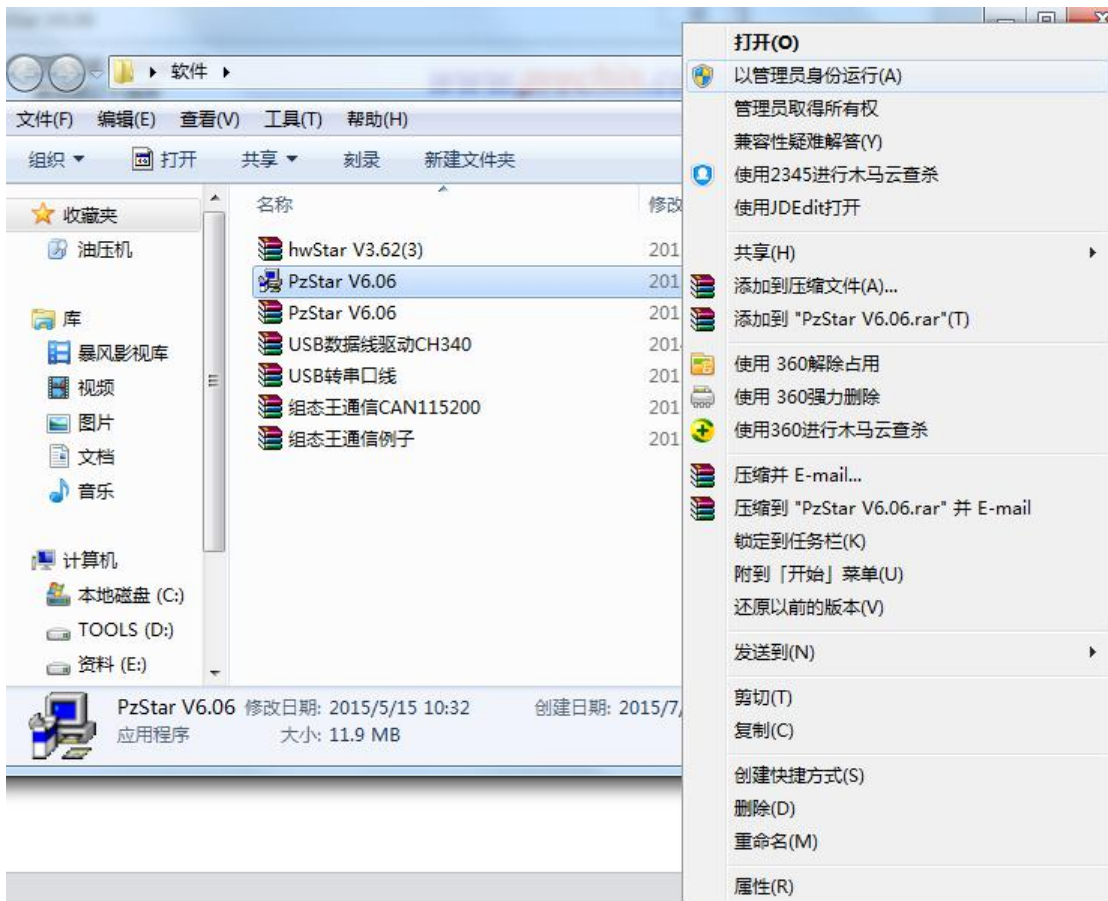 软件
文件(F) 编辑(E) 查看(V) 工具(T) 帮助(H)
组织 打开 共享 刻录 新建文件夹
收藏夹
油压机
库
暴风影视库
视频
图片
文档
音乐
计算机
本地磁盘 (C:)
TOOLS (D:)
资料 (E:)
名称 修改
hwStar V3.62(3) 201
PzStar V6.06 201
PzStar V6.06 201
USB数据线驱动CH340 201
USB转串口线 201
组态王通信CAN115200 201
组态王通信例子 201
PzStar V6.06 修改日期: 2015/5/15 10:32 创建日期: 2015/7/
应用程序 大小: 11.9 MB
打开(O)
以管理员身份运行(A)
管理员取得所有权
兼容性疑难解答(Y)
使用2345进行木马云查杀
使用JDEdit打开
共享(H)
添加到压缩文件(A)...
添加到 "PzStar V6.06.rar"(T)
使用 360解除占用
使用 360强力删除
使用360进行木马云查杀
压缩并 E-mail...
压缩到 "PzStar V6.06.rar" 并 E-mail
锁定到任务栏(K)
附到「开始」菜单(U)
还原以前的版本(V)
发送到(N)
剪切(T)
复制(C)
创建快捷方式(S)
删除(D)
重命名(M)
属性(R)